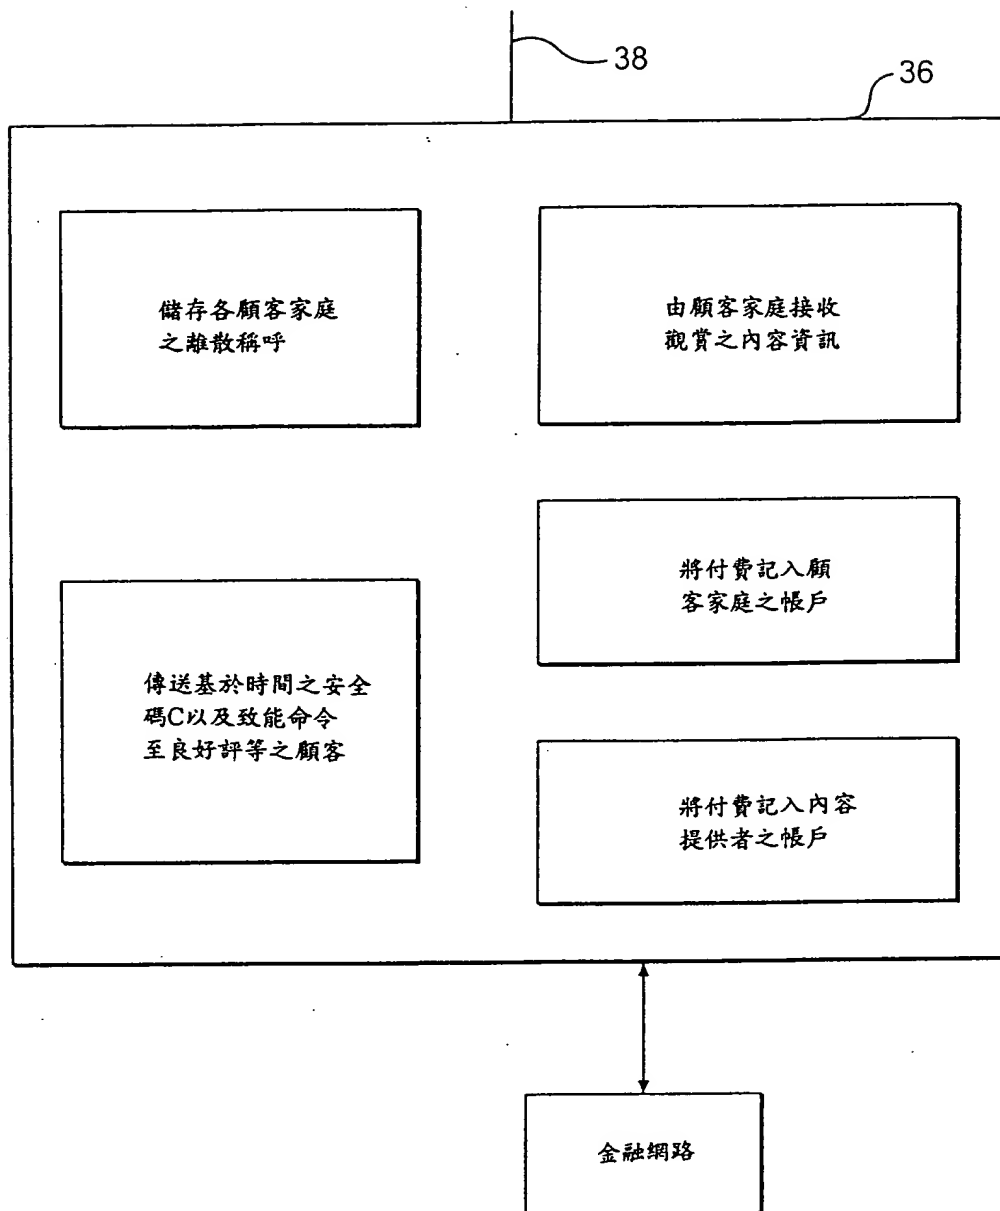 38
36
儲存各顧客家庭
之離散稱呼
由顧客家庭接收
觀賞之內容資訊
將付費記入顧
客家庭之帳戶
傳送基於時間之安全
碼C以及致能命令
至良好評等之顧客
將付費記入內容
提供者之帳戶
金融網路